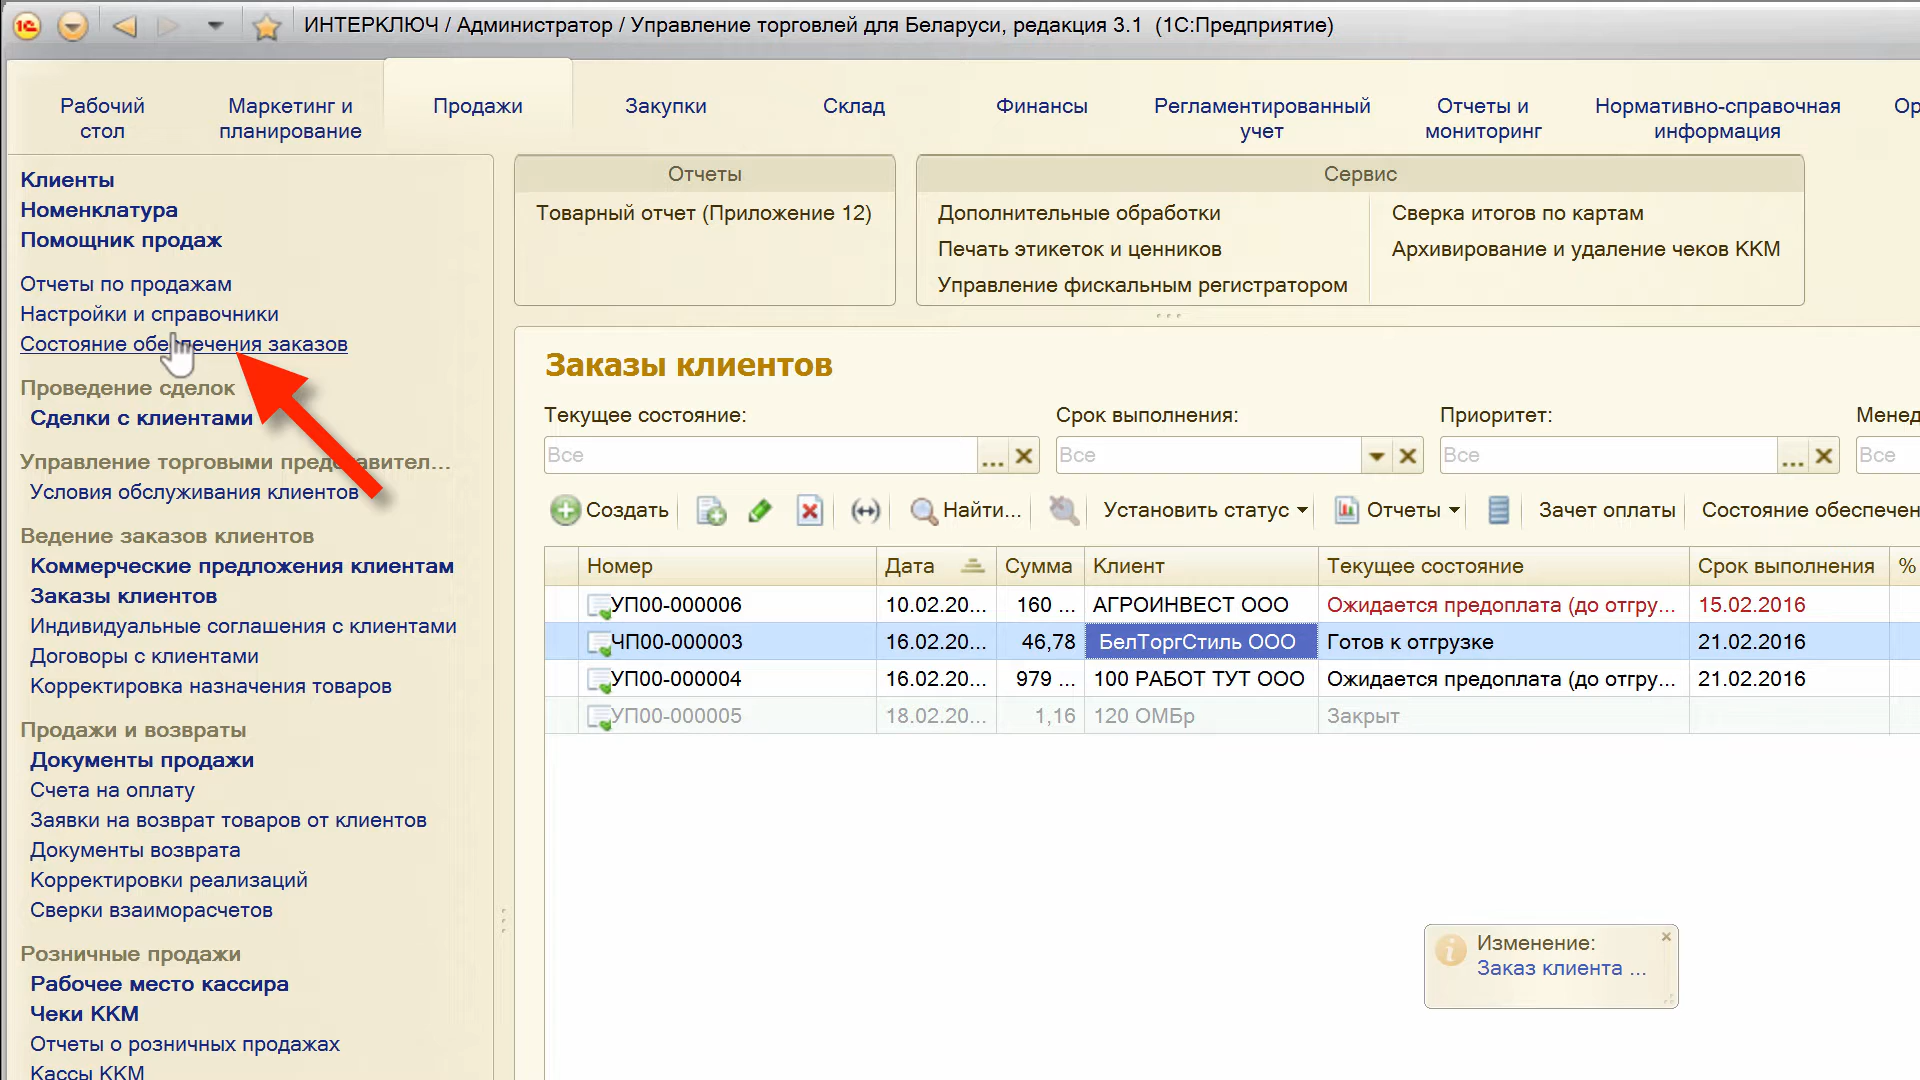 ИНТЕРКЛЮЧ / Администратор / Управление торговлей для Беларуси, редакция 3.1 (1С:Предприятие)
Рабочий стол
Маркетинг и планирование
Продажи
Закупки
Склад
Финансы
Регламентированный учет
Отчеты и мониторинг
Нормативно-справочная информация
Ор
Клиенты
Номенклатура
Помощник продаж
Отчеты по продажам
Настройки и справочники
Состояние обеспечения заказов
Проведение сделок
Сделки с клиентами
Управление торговыми представител...
Условия обслуживания клиентов
Ведение заказов клиентов
Коммерческие предложения клиентам
Заказы клиентов
Индивидуальные соглашения с клиентами
Договоры с клиентами
Корректировка назначения товаров
Продажи и возвраты
Документы продажи
Счета на оплату
Заявки на возврат товаров от клиентов
Документы возврата
Корректировки реализаций
Сверки взаиморасчетов
Розничные продажи
Рабочее место кассира
Чеки ККМ
Отчеты о розничных продажах
Кассы ККМ
Отчеты
Товарный отчет (Приложение 12)
Сервис
Дополнительные обработки
Печать этикеток и ценников
Управление фискальным регистратором
Сверка итогов по картам
Архивирование и удаление чеков ККМ
Заказы клиентов
Текущее состояние: Срок выполнения: Приоритет: Менед
Все ... Все Все ... Все
Создать Найти... Установить статус Отчеты Зачет оплаты Состояние обеспечен
Номер Дата Сумма Клиент Текущее состояние Срок выполнения %
УП00-000006 10.02.20... 160 ... АГРОИНВЕСТ ООО Ожидается предоплата (до отгру... 15.02.2016
ЧП00-000003 16.02.20... 46,78 БелТоргСтиль ООО Готов к отгрузке 21.02.2016
УП00-000004 16.02.20... 979 ... 100 РАБОТ ТУТ ООО Ожидается предоплата (до отгру... 21.02.2016
УП00-000005 18.02.20... 1,16 120 ОМБр Закрыт
Изменение:
Заказ клиента ...